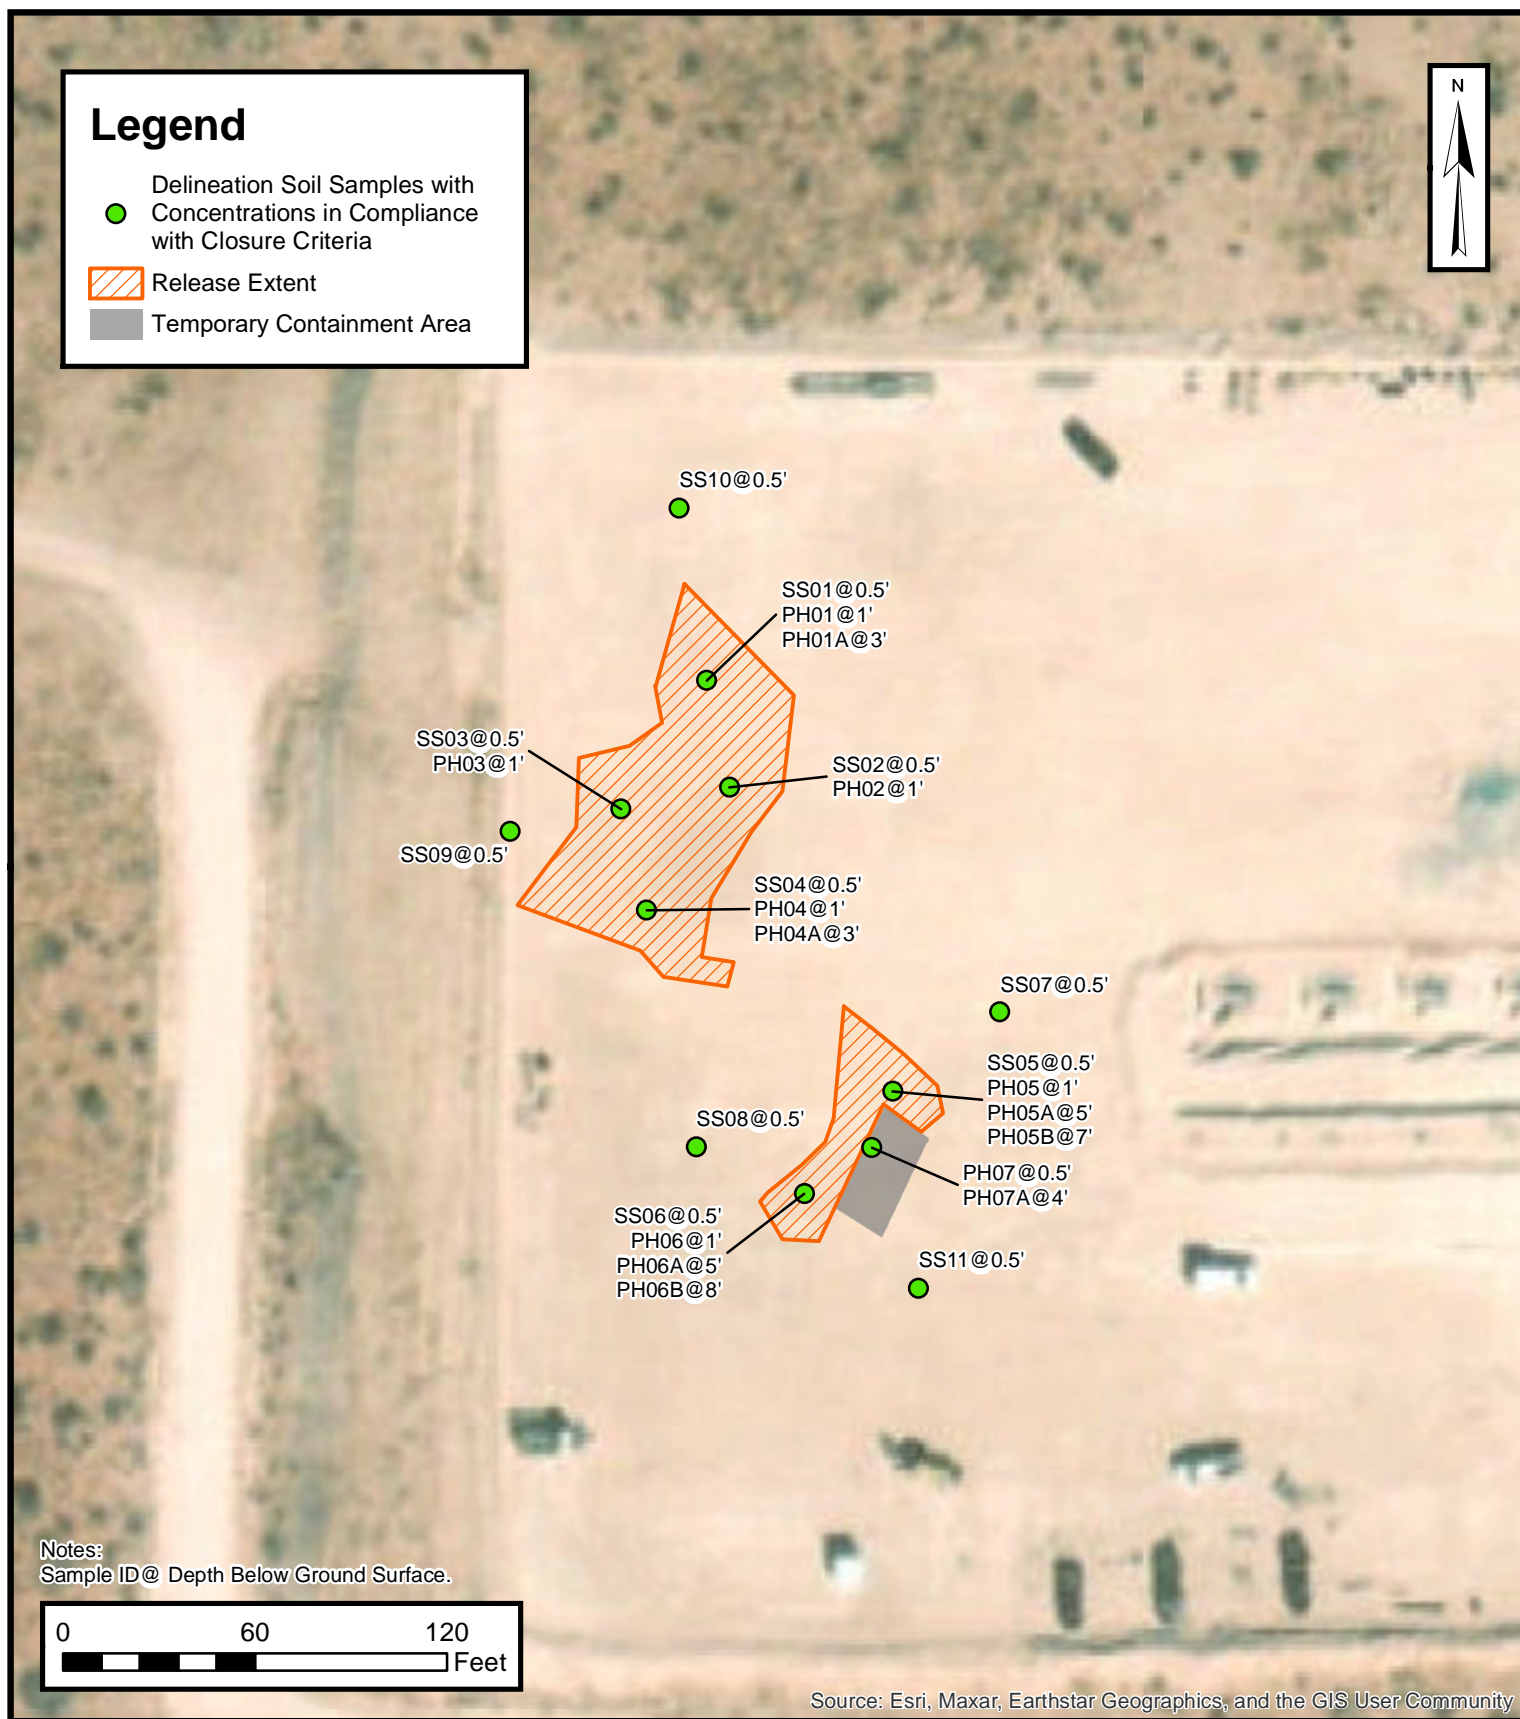 Legend
Delineation Soil Samples with
Concentrations in Compliance
with Closure Criteria
Release Extent
Temporary Containment Area
N
SS10@0.5'
SS01@0.5'
PH01@1'
PH01A@3'
SS03@0.5'
PH03@1'
SS02@0.5'
PH02@1'
SS09@0.5'
SS04@0.5'
PH04@1'
PH04A@3'
SS07@0.5'
SS05@0.5'
PH05@1'
PH05A@5'
PH05B@7'
SS08@0.5'
PH07@0.5'
PH07A@4'
SS06@0.5'
PH06@1'
PH06A@5'
PH06B@8'
SS11@0.5'
Notes:
Sample ID@ Depth Below Ground Surface.
0 60 120
Feet
Source: Esri, Maxar, Earthstar Geographics, and the GIS User Community